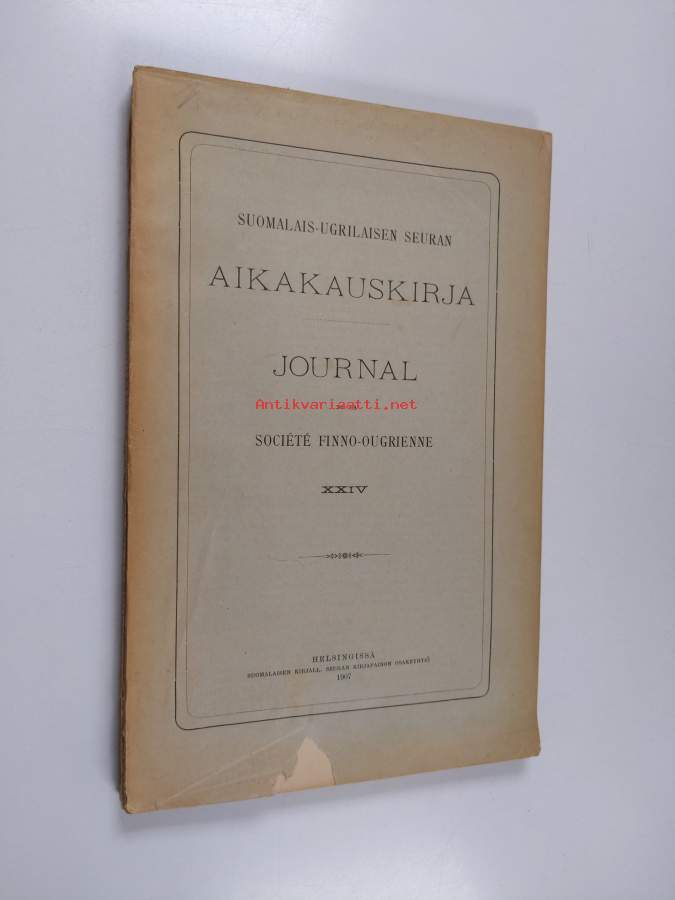 SUOMALAIS-UGRILAISEN SEURAN
AIKAKAUSKIRJA
JOURNAL
Antikvariaatti.net
SOCIÉTÉ FINNO-OUGRIENNE
XXIV
HELSINGISSÄ
SUOMALAISEN KIRJALL. SEURAN KIRJAPAINON OSAKEYHTIÖ
1907